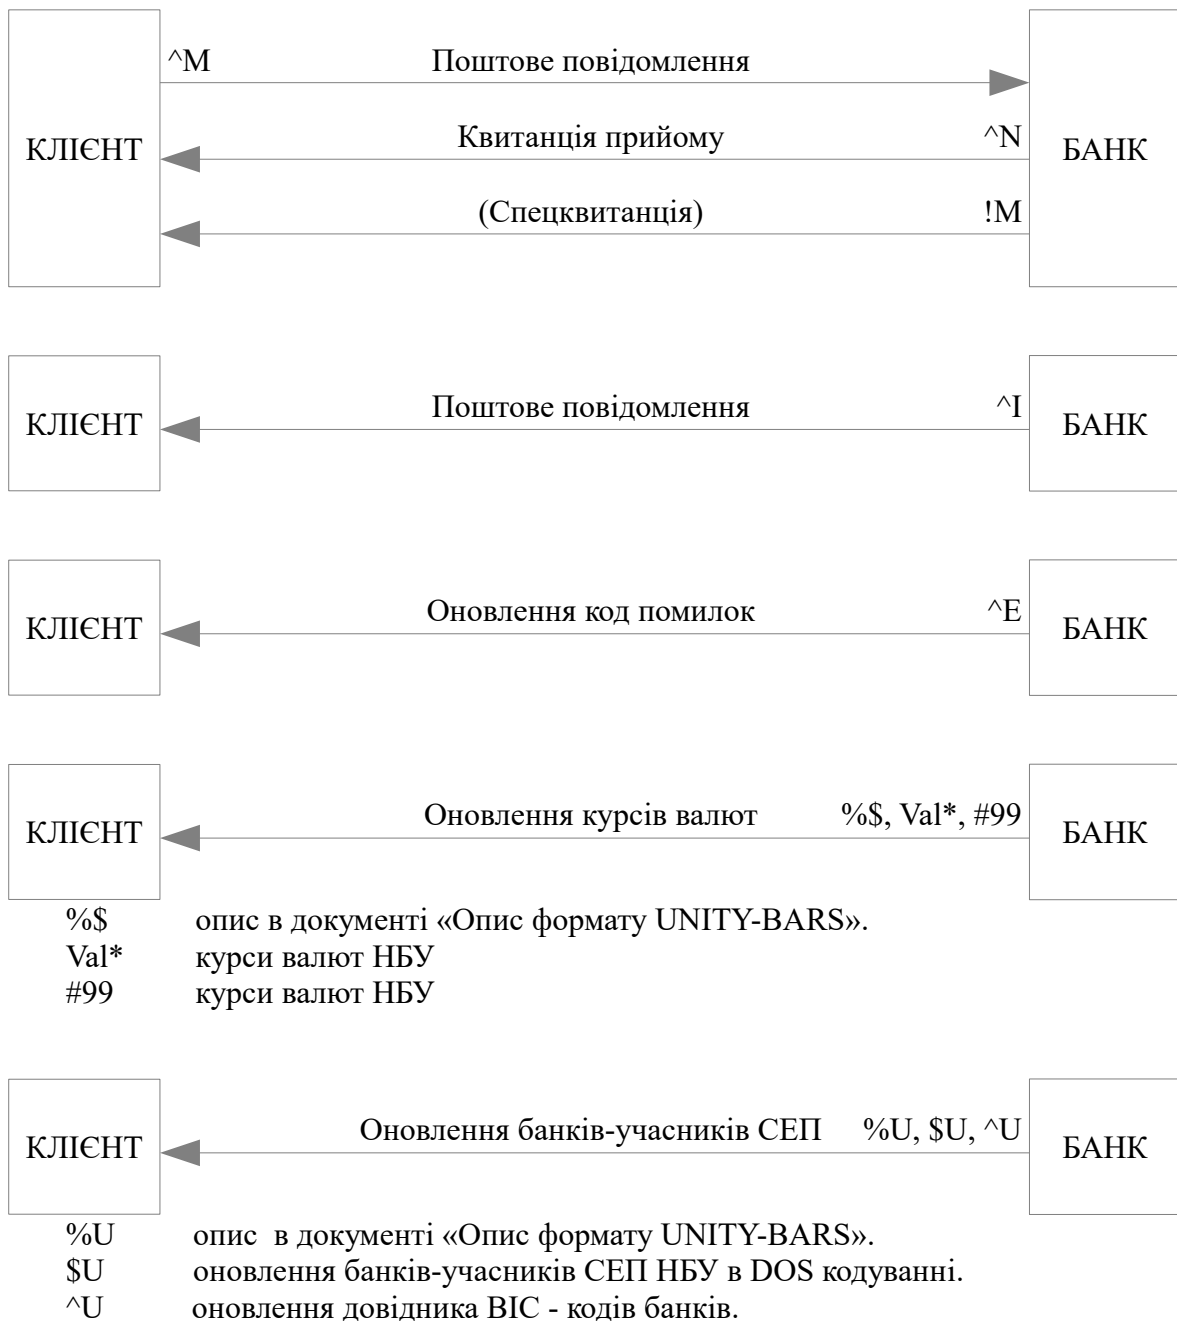 ^M Поштове повідомлення
КЛІЄНТ Квитанція прийому ^N БАНК
(Спецквитанція) !M
КЛІЄНТ Поштове повідомлення ^I БАНК
КЛІЄНТ Оновлення код помилок ^E БАНК
КЛІЄНТ Оновлення курсів валют %$, Val*, #99 БАНК
%$ опис в документі «Опис формату UNITY-BARS».
Val* курси валют НБУ
#99 курси валют НБУ
КЛІЄНТ Оновлення банків-учасників СЕП %U, $U, ^U БАНК
%U опис в документі «Опис формату UNITY-BARS».
$U оновлення банків-учасників СЕП НБУ в DOS кодуванні.
^U оновлення довідника BIC - кодів банків.